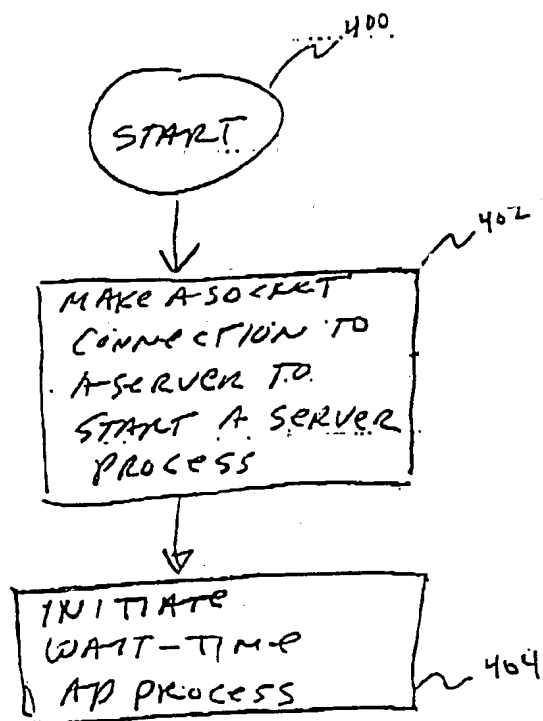 400
START
402
MAKE A SOCKET
CONNECTION TO
A SERVER TO
START A SERVER
PROCESS
INITIATE
WAIT-TIME
AD PROCESS
404